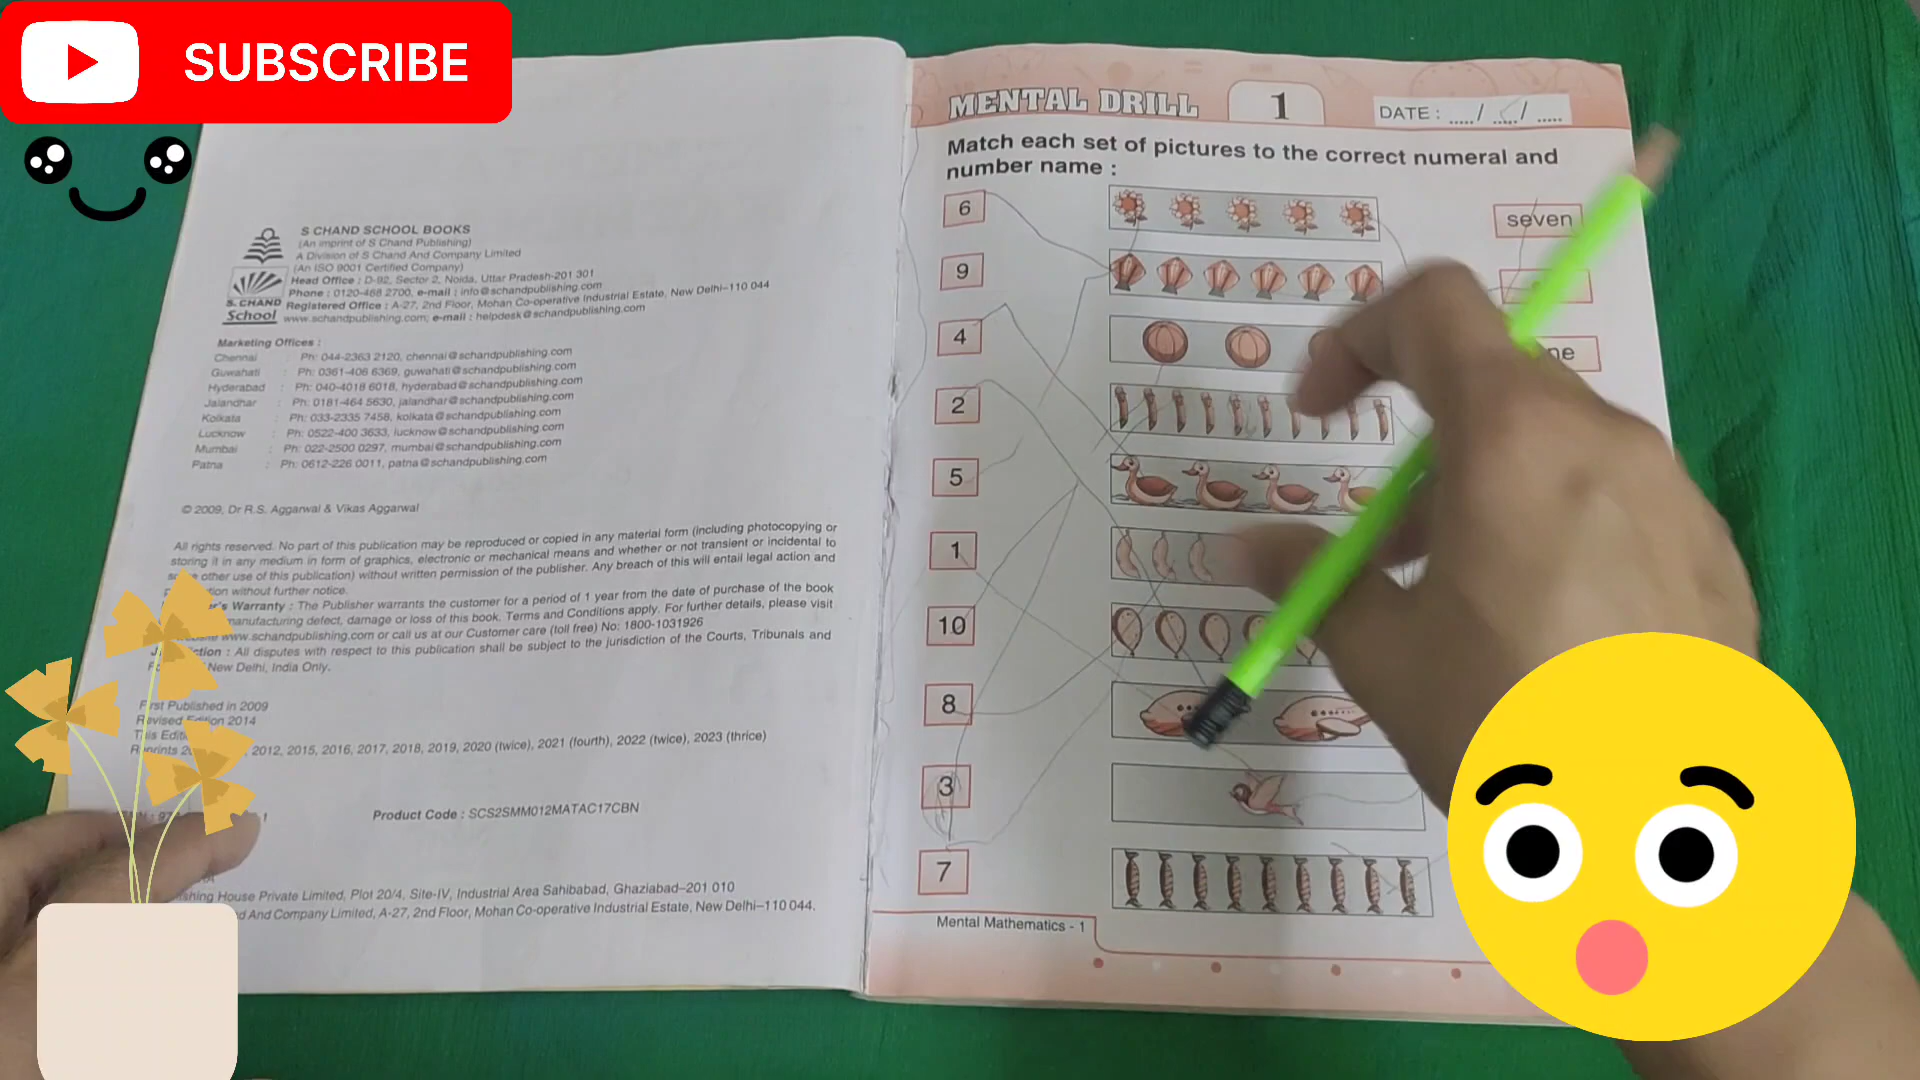 SUBSCRIBE
S CHAND SCHOOL BOOKS
(An imprint of S Chand Publishing)
A Division of S Chand And Company Limited
(An ISO 9001 Certified Company)
Head Office : D-92, Sector 2, Noida, Uttar Pradesh-201 301
Phone : 0120-468 2700, e-mail : info@schandpublishing.com
Registered Office : A-27, 2nd Floor, Mohan Co-operative Industrial Estate, New Delhi–110 044
www.schandpublishing.com; e-mail : helpdesk@schandpublishing.com
S. CHAND
School
Marketing Offices :
Chennai : Ph: 044-2363 2120, chennai@schandpublishing.com
Guwahati : Ph: 0361-406 6369, guwahati@schandpublishing.com
Hyderabad : Ph: 040-4018 6018, hyderabad@schandpublishing.com
Jalandhar : Ph: 0181-464 5630, jalandhar@schandpublishing.com
Kolkata : Ph: 033-2335 7458, kolkata@schandpublishing.com
Lucknow : Ph: 0522-400 3633, lucknow@schandpublishing.com
Mumbai : Ph: 022-2500 0297, mumbai@schandpublishing.com
Patna : Ph: 0612-226 0011, patna@schandpublishing.com
© 2009, Dr R.S. Aggarwal & Vikas Aggarwal
All rights reserved. No part of this publication may be reproduced or copied in any material form (including photocopying or
storing it in any medium in form of graphics, electronic or mechanical means and whether or not transient or incidental to
other use of this publication) without written permission of the publisher. Any breach of this will entail legal action and
without further notice.
Warranty : The Publisher warrants the customer for a period of 1 year from the date of purchase of the book
manufacturing defect, damage or loss of this book. Terms and Conditions apply. For further details, please visit
www.schandpublishing.com or call us at our Customer care (toll free) No: 1800-1031926
: All disputes with respect to this publication shall be subject to the jurisdiction of the Courts, Tribunals and
New Delhi, India Only.
First Published in 2009
Revised Edition 2014
This
Reprints 2012, 2015, 2016, 2017, 2018, 2019, 2020 (twice), 2021 (fourth), 2022 (twice), 2023 (thrice)
Product Code : SCS2SMM012MATAC17CBN
House Private Limited, Plot 20/4, Site-IV, Industrial Area Sahibabad, Ghaziabad–201 010
And Company Limited, A-27, 2nd Floor, Mohan Co-operative Industrial Estate, New Delhi–110 044,
MENTAL DRILL 1 DATE : ...../ ...../ .....
Match each set of pictures to the correct numeral and
number name :
6
seven
9
4
2
5
1
10
8
3
7
Mental Mathematics - 1